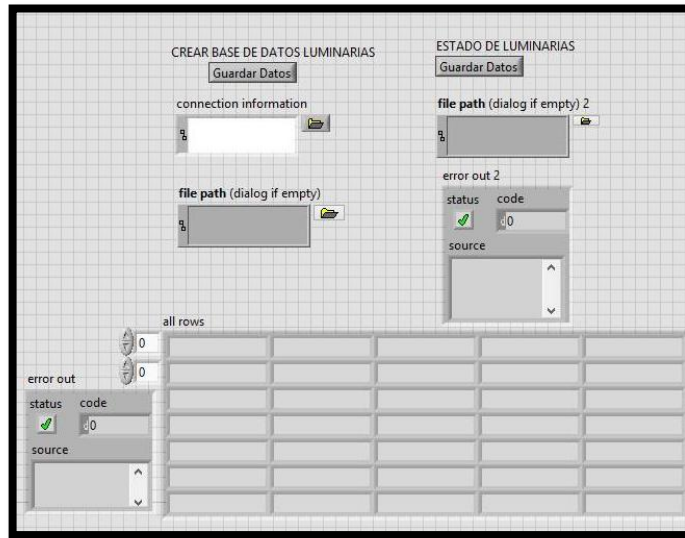 CREAR BASE DE DATOS LUMINARIAS
Guardar Datos
connection information
file path (dialog if empty)
ESTADO DE LUMINARIAS
Guardar Datos
file path (dialog if empty) 2
error out 2
status code
0
source
all rows
0
0
error out
status code
0
source